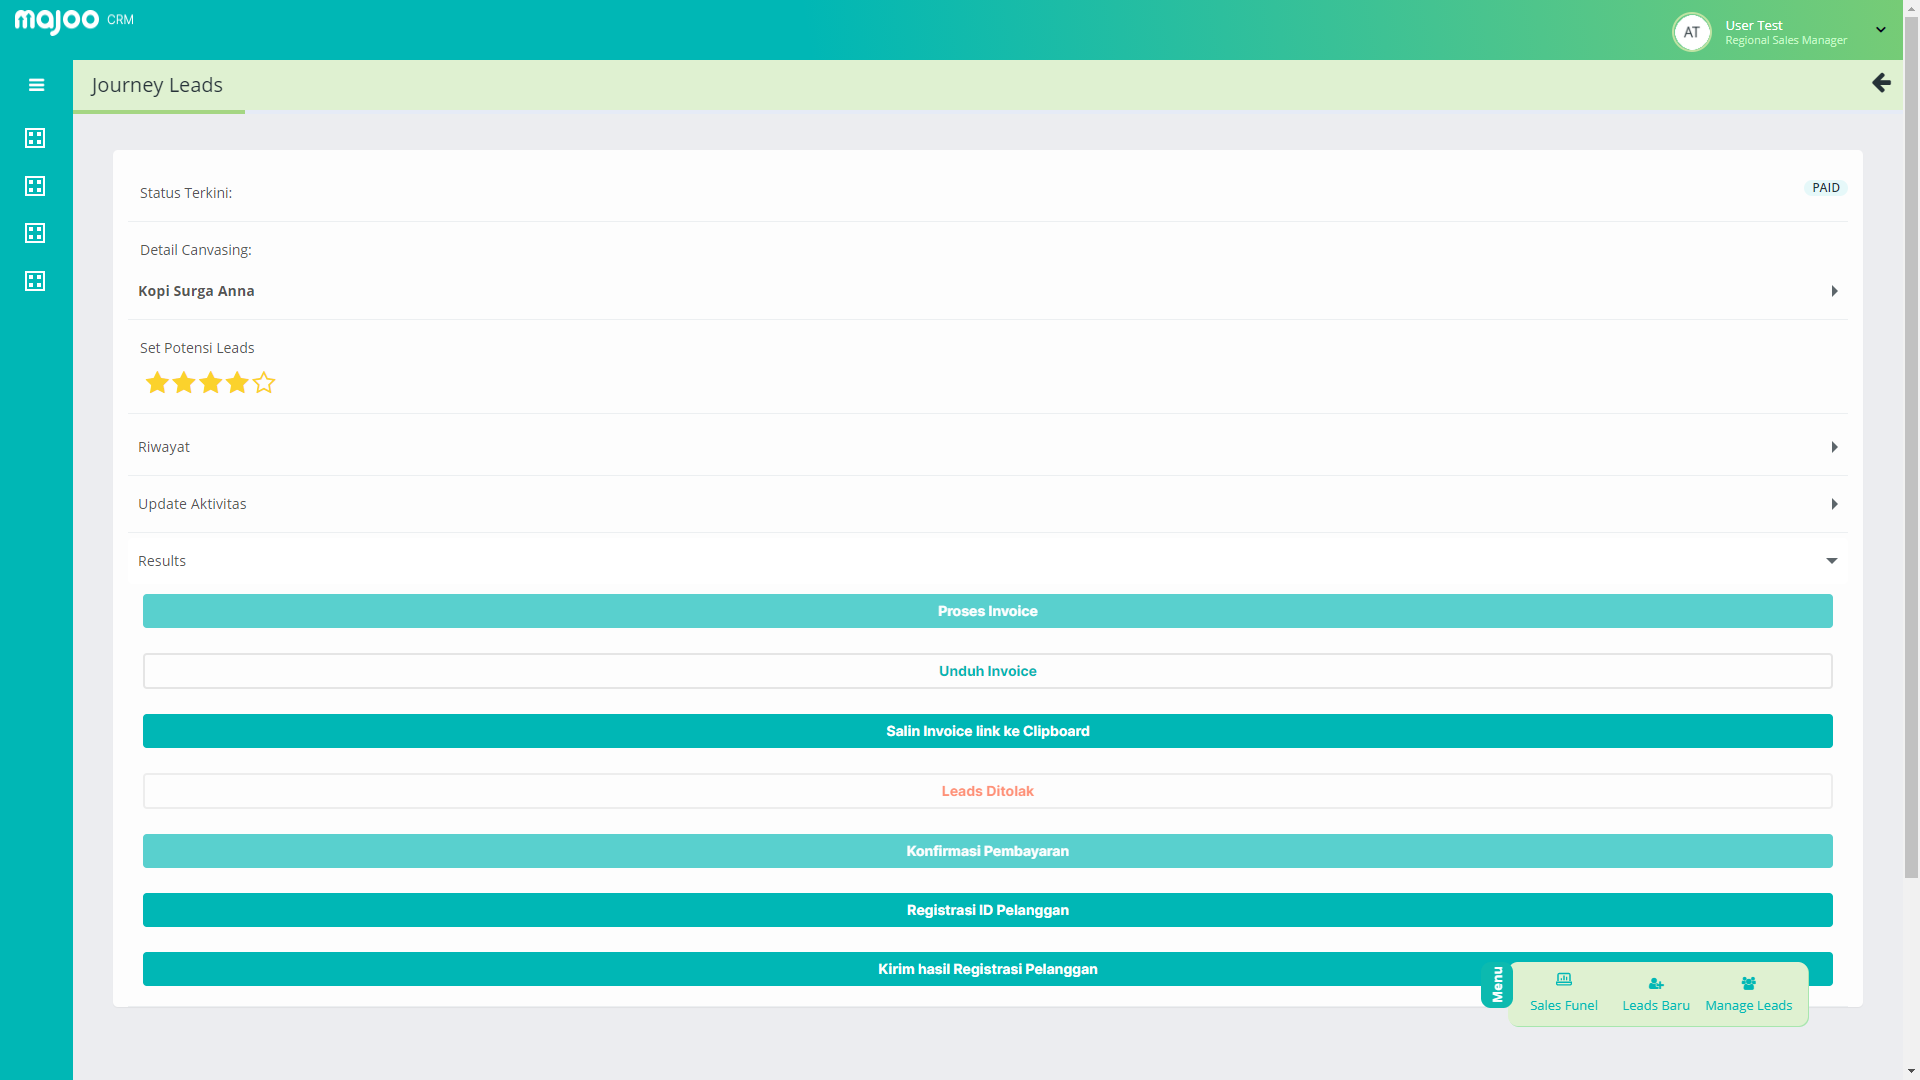 majoo CRM
AT
User Test
Regional Sales Manager
Journey Leads
Status Terkini:
PAID
Detail Canvasing:
Kopi Surga Anna
Set Potensi Leads
Riwayat
Update Aktivitas
Results
Proses Invoice
Unduh Invoice
Salin Invoice link ke Clipboard
Leads Ditolak
Konfirmasi Pembayaran
Registrasi ID Pelanggan
Kirim hasil Registrasi Pelanggan
Menu
Sales Funel
Leads Baru
Manage Leads